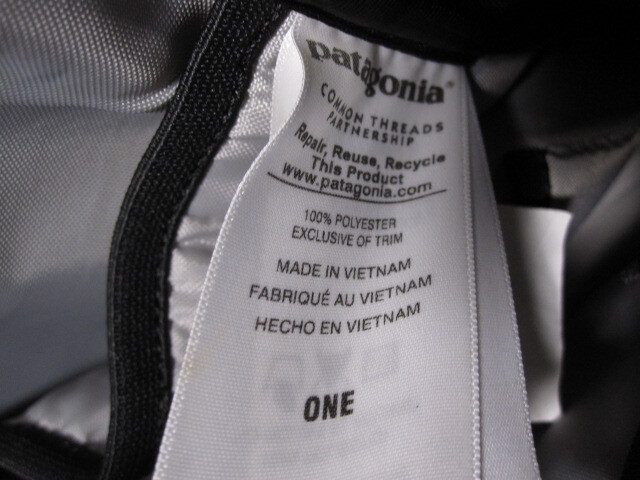 patagonia®
COMMON THREADS
PARTNERSHIP
Repair, Reuse, Recycle
This Product
www.patagonia.com
100% POLYESTER
EXCLUSIVE OF TRIM
MADE IN VIETNAM
FABRIQUÉ AU VIETNAM
HECHO EN VIETNAM
ONE